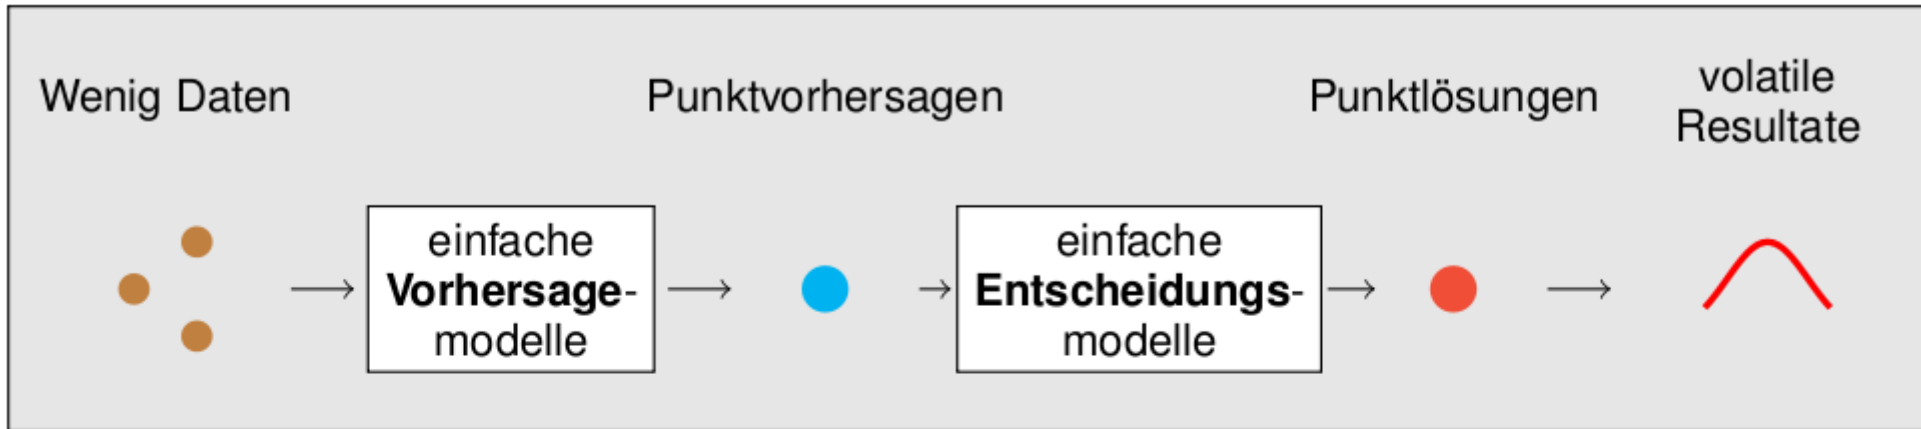 Wenig Daten
Punktvorhersagen
Punktlösungen
volatile
Resultate
einfache
Vorhersage-
modelle
einfache
Entscheidungs-
modelle